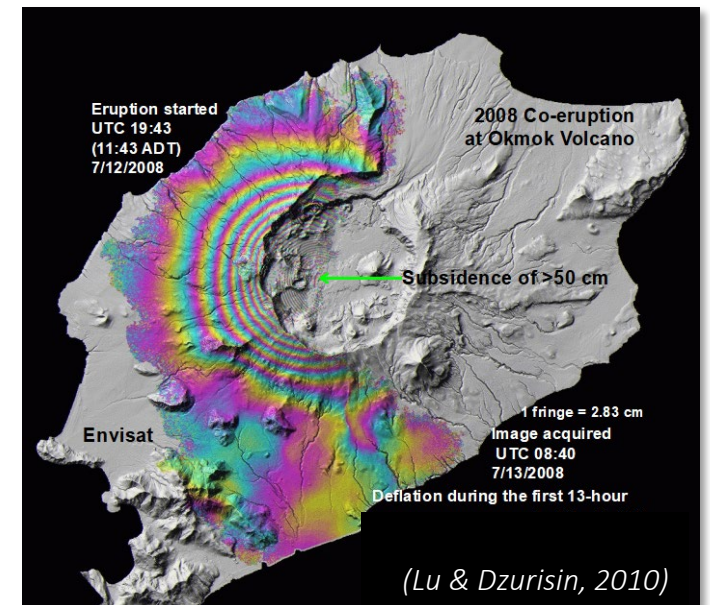 Eruption started
UTC 19:43
(11:43 ADT)
7/12/2008
2008 Co-eruption
at Okmok Volcano
Subsidence of >50 cm
Envisat
1 fringe = 2.83 cm
Image acquired
UTC 08:40
7/13/2008
Deflation during the first 13-hour
(Lu & Dzurisin, 2010)